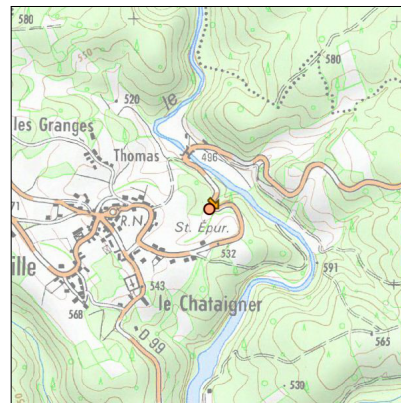 580
550
le
580
520
les Granges
Thomas
496
71
R.N.
St. Épur.
ille
532
591
543
le Chataigner
568
D 99
565
530